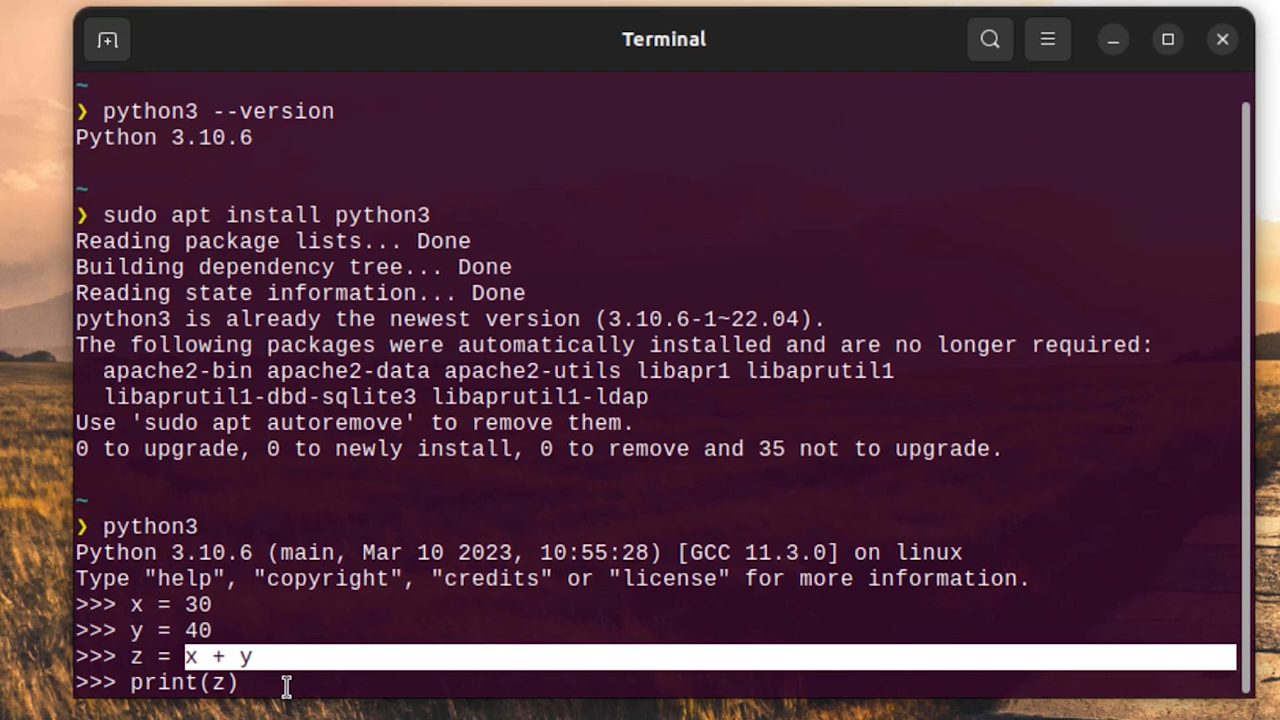 Terminal
~
❯ python3 --version
Python 3.10.6
~
❯ sudo apt install python3
Reading package lists... Done
Building dependency tree... Done
Reading state information... Done
python3 is already the newest version (3.10.6-1~22.04).
The following packages were automatically installed and are no longer required:
  apache2-bin apache2-data apache2-utils libapr1 libaprutil1
  libaprutil1-dbd-sqlite3 libaprutil1-ldap
Use 'sudo apt autoremove' to remove them.
0 to upgrade, 0 to newly install, 0 to remove and 35 not to upgrade.
~
❯ python3
Python 3.10.6 (main, Mar 10 2023, 10:55:28) [GCC 11.3.0] on linux
Type "help", "copyright", "credits" or "license" for more information.
>>> x = 30
>>> y = 40
>>> z = x + y
>>> print(z)